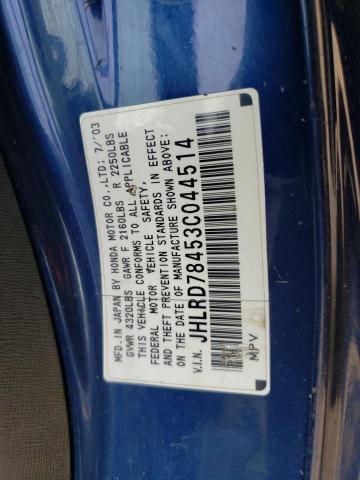 MFD.IN JAPAN BY HONDA MOTOR CO.,LTD: 7/'03
GVWR 4320LBS GAWR F 2160LBS R 2250LBS
THIS VEHICLE CONFORMS TO ALL APPLICABLE
FEDERAL MOTOR VEHICLE SAFETY,
AND THEFT PREVENTION STANDARDS IN EFFECT
ON THE DATE OF MANUFACTURE SHOWN ABOVE:
V.I.N. JHLRD78453C044514
MPV